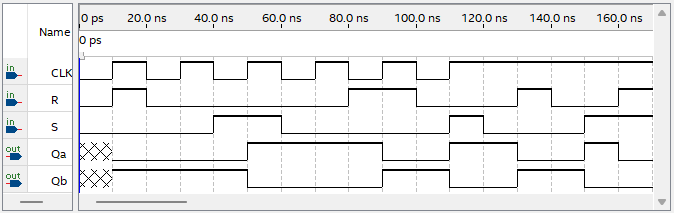 Name
0 ps 20.0 ns 40.0 ns 60.0 ns 80.0 ns 100.0 ns 120.0 ns 140.0 ns 160.0 ns
0 ps
in CLK
in R
in S
out Qa
out Qb